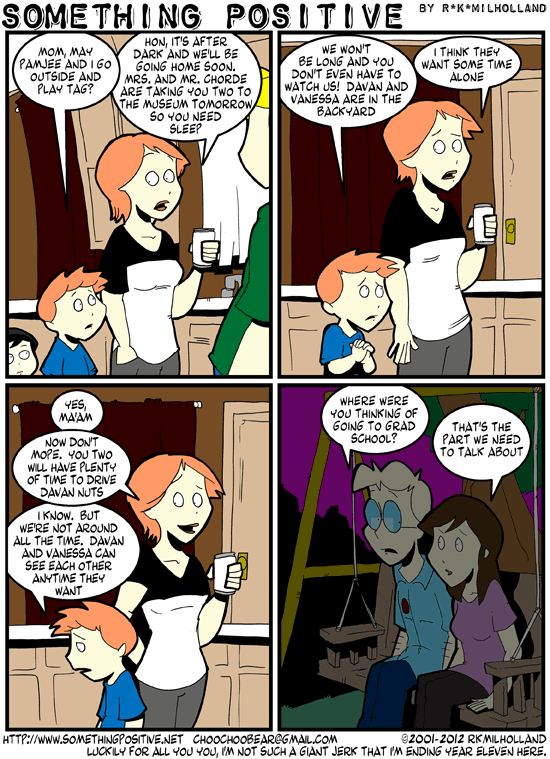 SOMETHING POSITIVE BY R*K*MILHOLLAND
MOM, MAY
PAMJEE AND I GO
OUTSIDE AND
PLAY TAG?
HON, IT'S AFTER
DARK AND WE'LL BE
GOING HOME SOON.
MRS. AND MR. CHORDE
ARE TAKING YOU TWO TO
THE MUSEUM TOMORROW
SO YOU NEED
SLEEP
WE WON'T
BE LONG AND YOU
DON'T EVEN HAVE TO
WATCH US! DAVAN AND
VANESSA ARE IN THE
BACKYARD
I THINK THEY
WANT SOME TIME
ALONE
YES,
MA'AM
NOW DON'T
MOPE. YOU TWO
WILL HAVE PLENTY
OF TIME TO DRIVE
DAVAN NUTS
I KNOW. BUT
WE'RE NOT AROUND
ALL THE TIME. DAVAN
AND VANESSA CAN
SEE EACH OTHER
ANYTIME THEY
WANT
WHERE WERE
YOU THINKING OF
GOING TO GRAD
SCHOOL?
THAT'S THE
PART WE NEED
TO TALK ABOUT
HTTP://WWW.SOMETHINGPOSITIVE.NET CHOOCHOOBEAR@GMAIL.COM ©2001-2012 RKMILHOLLAND
LUCKILY FOR ALL YOU YOU, I'M NOT SUCH A GIANT JERK THAT I'M ENDING YEAR ELEVEN HERE.